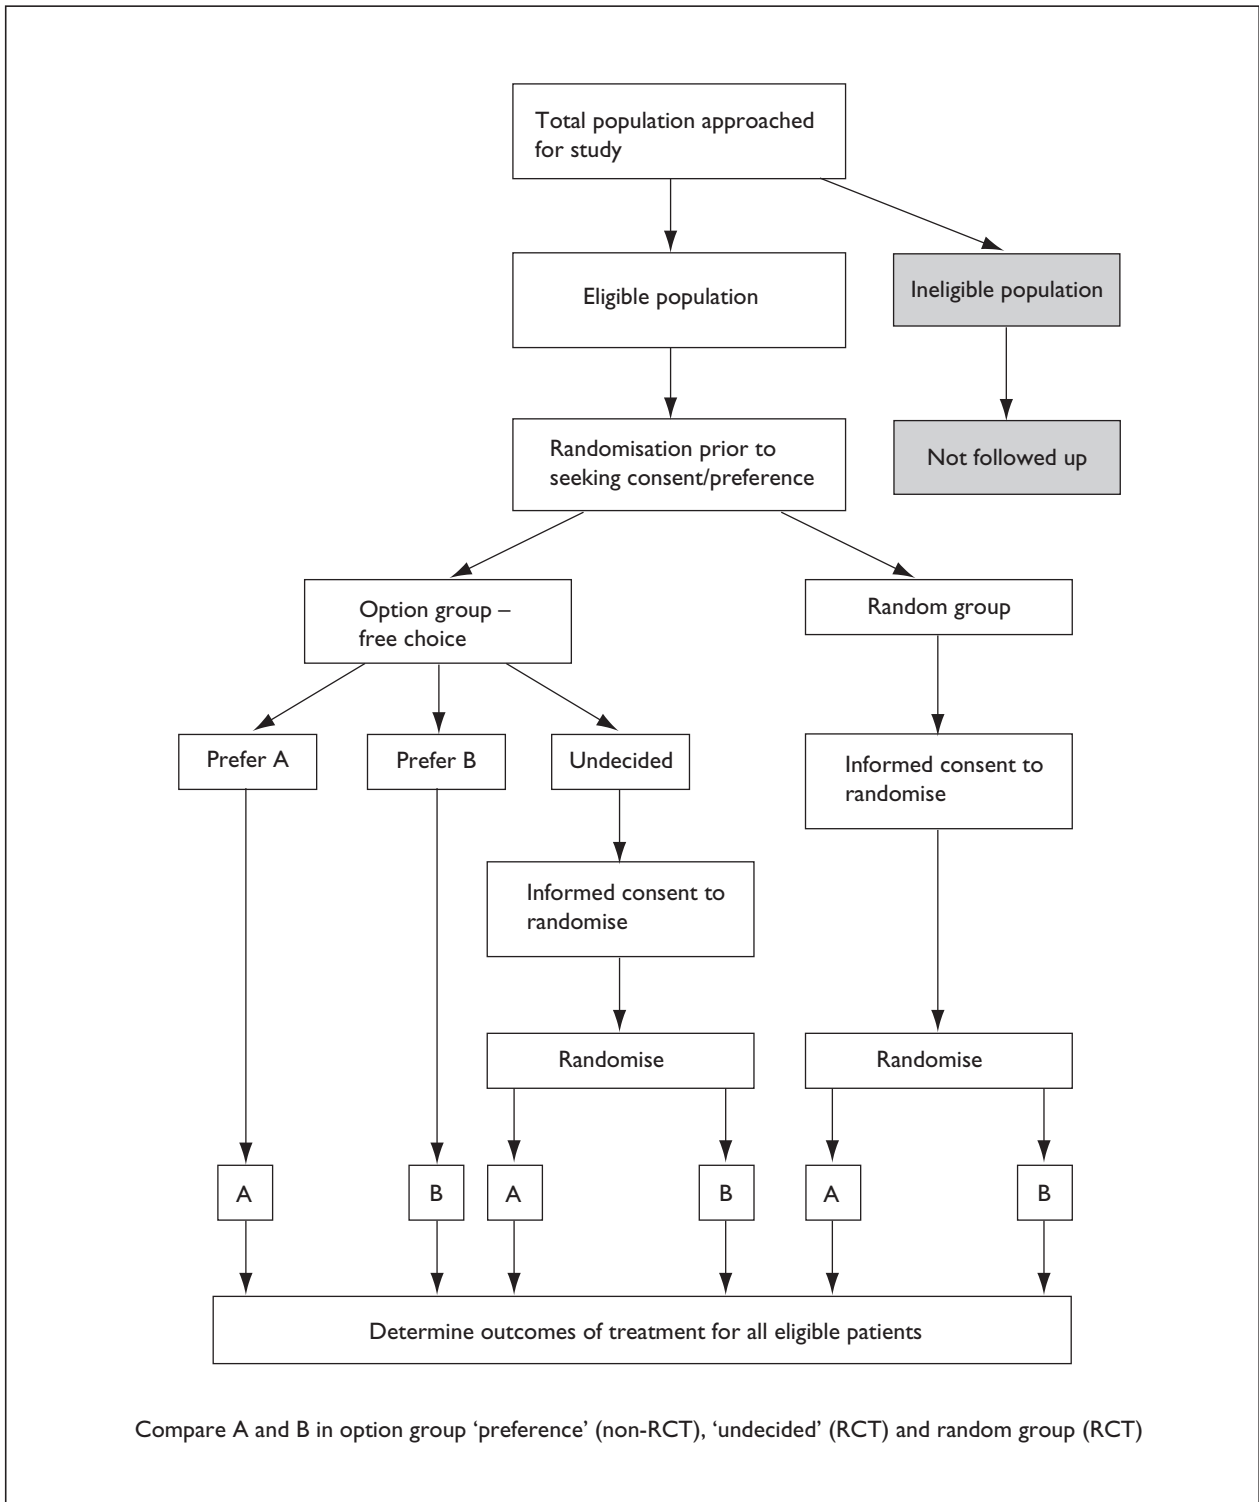 Total population approached
for study
Eligible population
Ineligible population
Randomisation prior to
seeking consent/preference
Not followed up
Option group –
free choice
Random group
Prefer A
Prefer B
Undecided
Informed consent to
randomise
Informed consent to
randomise
Randomise
Randomise
A
B
A
B
A
B
Determine outcomes of treatment for all eligible patients
Compare A and B in option group ‘preference’ (non-RCT), ‘undecided’ (RCT) and random group (RCT)